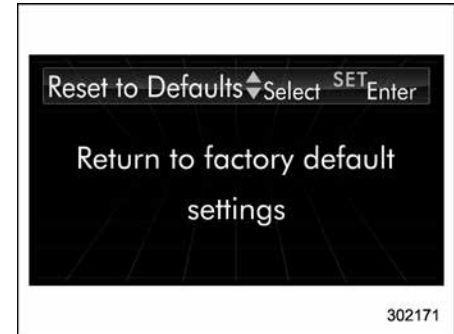 Reset to Defaults Select SET Enter
Return to factory default
settings
302171